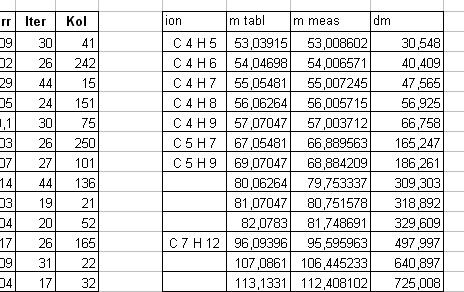 rr Iter Kol ion m tabl m meas dm
09 30 41 C 4 H 5 53,03915 53,008602 30,548
02 26 242 C 4 H 6 54,04698 54,006571 40,409
29 44 15 C 4 H 7 55,05481 55,007245 47,565
05 24 151 C 4 H 8 56,06264 56,005715 56,925
0,1 30 75 C 4 H 9 57,07047 57,003712 66,758
03 26 250 C 5 H 7 67,05481 66,889563 165,247
07 27 101 C 5 H 9 69,07047 68,884209 186,261
14 44 136 80,06264 79,753337 309,303
03 19 21 81,07047 80,751578 318,892
04 20 52 82,0783 81,748691 329,609
17 26 165 C 7 H 12 96,09396 95,595963 497,997
09 31 22 107,0861 106,445233 640,897
04 17 32 113,1331 112,408102 725,008